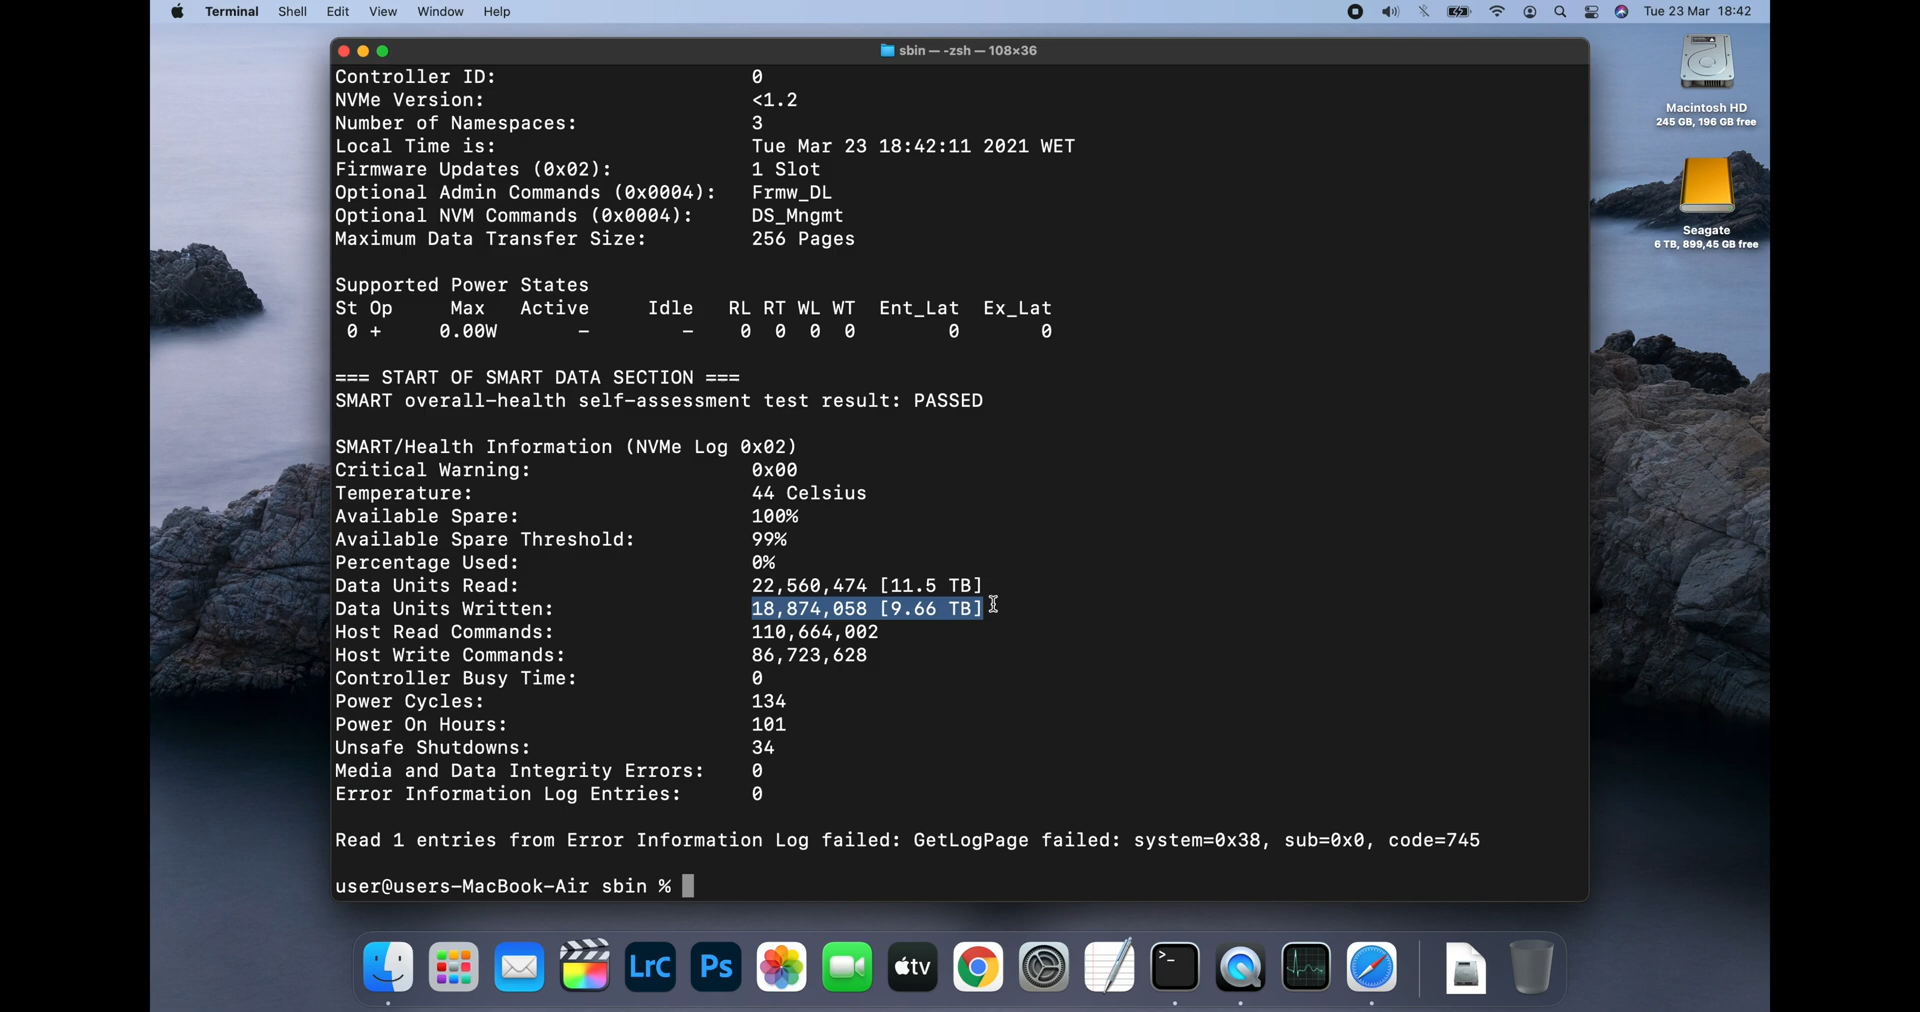 Terminal Shell Edit View Window Help Tue 23 Mar 18:42
sbin — -zsh — 108×36
Controller ID: 0
NVMe Version: <1.2
Number of Namespaces: 3
Local Time is: Tue Mar 23 18:42:11 2021 WET
Firmware Updates (0x02): 1 Slot
Optional Admin Commands (0x0004): Frmw_DL
Optional NVM Commands (0x0004): DS_Mngmt
Maximum Data Transfer Size: 256 Pages
Supported Power States
St Op Max Active Idle RL RT WL WT Ent_Lat Ex_Lat
0 + 0.00W - - 0 0 0 0 0 0
=== START OF SMART DATA SECTION ===
SMART overall-health self-assessment test result: PASSED
SMART/Health Information (NVMe Log 0x02)
Critical Warning: 0x00
Temperature: 44 Celsius
Available Spare: 100%
Available Spare Threshold: 99%
Percentage Used: 0%
Data Units Read: 22,560,474 [11.5 TB]
Data Units Written: 18,874,058 [9.66 TB]
Host Read Commands: 110,664,002
Host Write Commands: 86,723,628
Controller Busy Time: 0
Power Cycles: 134
Power On Hours: 101
Unsafe Shutdowns: 34
Media and Data Integrity Errors: 0
Error Information Log Entries: 0
Read 1 entries from Error Information Log failed: GetLogPage failed: system=0x38, sub=0x0, code=745
user@users-MacBook-Air sbin %
Macintosh HD
245 GB, 196 GB free
Seagate
6 TB, 899,45 GB free
LrC Ps tv >_